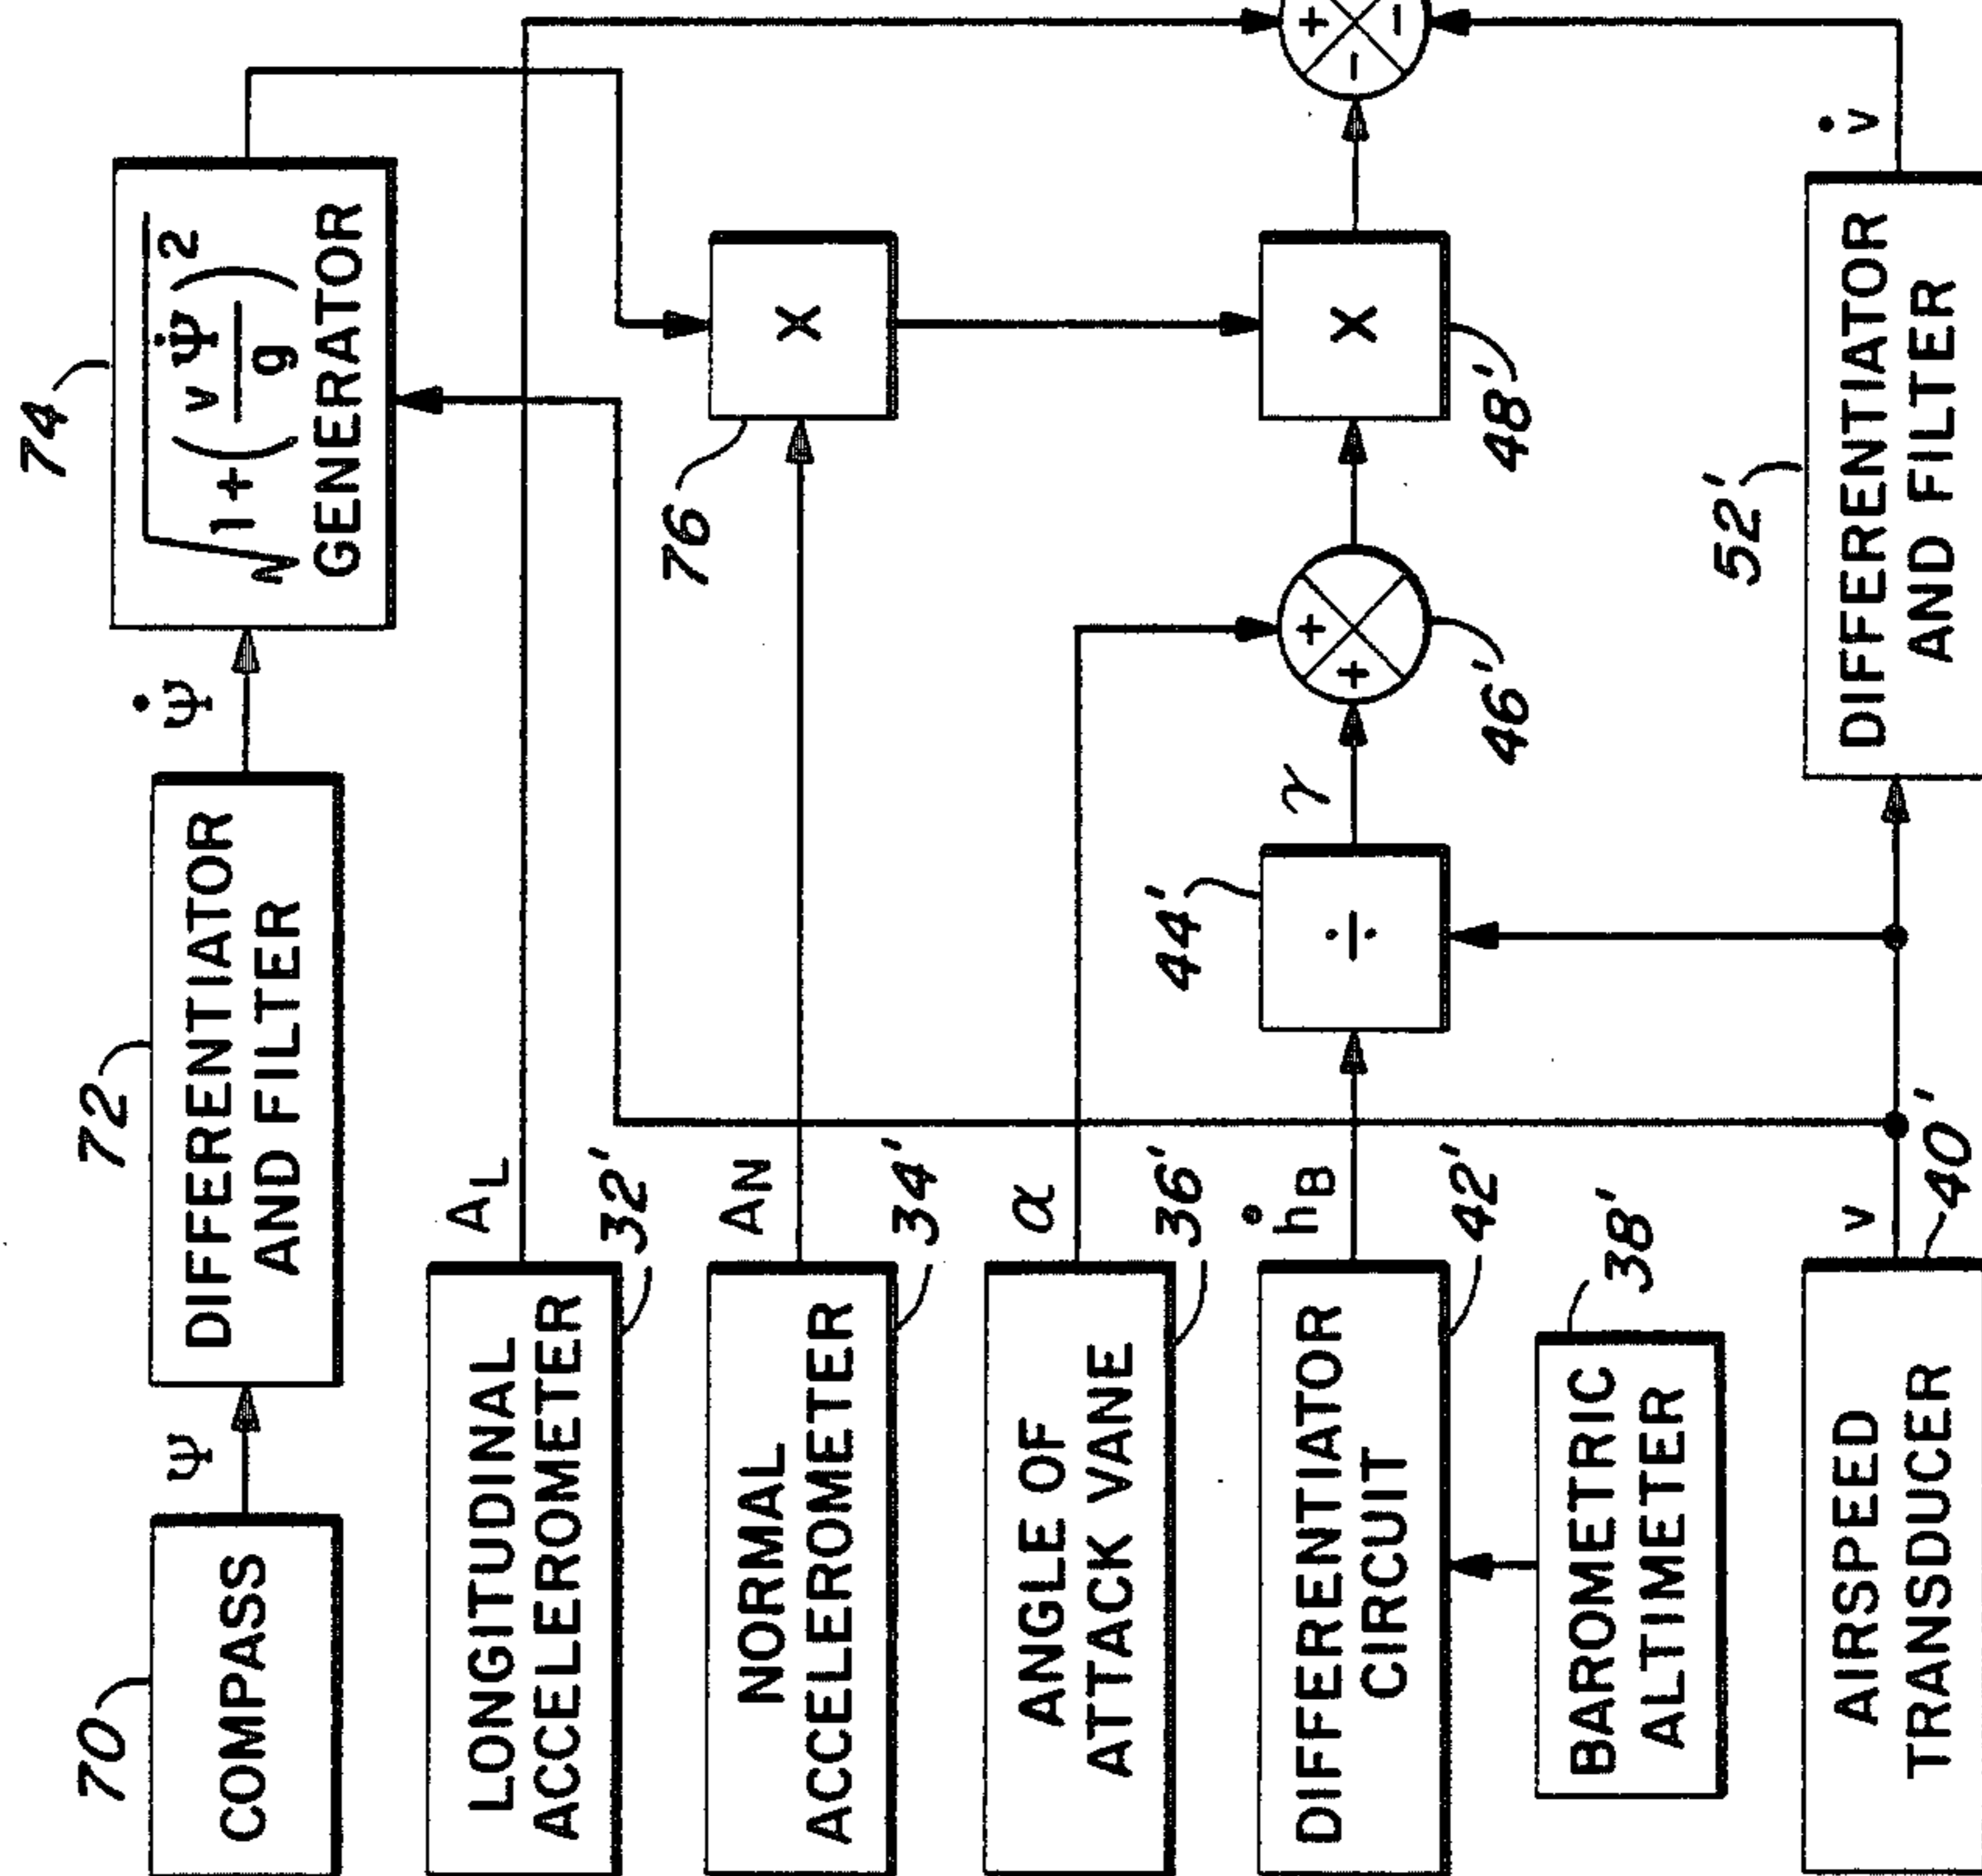 70
COMPASS
Ψ
72
DIFFERENTIATOR
AND FILTER
Ψ̇
74
√1+(vΨ̇/g)²
GENERATOR
LONGITUDINAL
ACCELEROMETER
AL
32'
NORMAL
ACCELEROMETER
AN
34'
76
X
ANGLE OF
ATTACK VANE
α
36'
DIFFERENTIATOR
CIRCUIT
ḣB
42'
44'
÷
γ
+
+
46'
X
48'
+
−
−
BAROMETRIC
ALTIMETER
38'
AIRSPEED
TRANSDUCER
v
40'
52'
DIFFERENTIATOR
AND FILTER
v̇